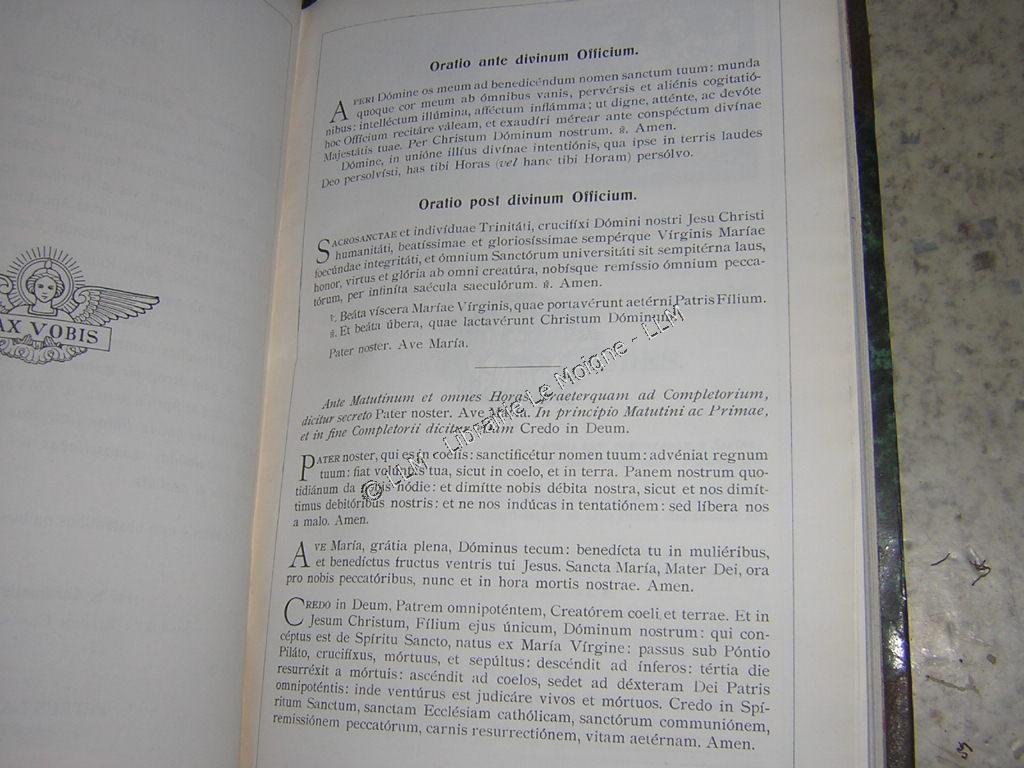 AX VOBIS
Oratio ante divinum Officium.
APERI Dómine os meum ad benedicéndum nomen sanctum tuum: munda
quoque cor meum ab ómnibus vanis, pervérsis et aliénis cogitatió-
nibus: intelléctum illúmina, afféctum inflámma; ut digne, atténte, ac devóte
hoc Officium recitáre váleam, et exaudíri mérear ante conspéctum divínae
Majestátis tuae. Per Christum Dóminum nostrum. ℟. Amen.
Dómine, in unióne illíus divínae intentiónis, qua ipse in terris laudes
Deo persolvísti, has tibi Horas (vel hanc tibi Horam) persólvo.
Oratio post divinum Officium.
SACROSANCTAE et indivíduae Trinitáti, crucifíxi Dómini nostri Jesu Christi
humanitáti, beatíssimae et gloriosíssimae sempérque Vírginis Maríae
foecúndae integritáti, et ómnium Sanctórum universitáti sit sempitérna laus,
honor, virtus et glória ab omni creatúra, nobísque remíssio ómnium pecca-
tórum, per infiníta saécula saeculórum. ℟. Amen.
℣. Beáta víscera Maríae Vírginis, quae portavérunt aetérni Patris Fílium.
℟. Et beáta úbera, quae lactavérunt Christum Dóminum.
Pater noster. Ave María.
Ante Matutinum et omnes Horas, praeterquam ad Completorium,
dicitur secreto Pater noster. Ave María. In principio Matutini ac Primae,
et in fine Completorii dicitur etiam Credo in Deum.
PATER noster, qui es in coelis: sanctificétur nomen tuum: advéniat regnum
tuum: fiat volúntas tua, sicut in coelo, et in terra. Panem nostrum quo-
tidiánum da nobis hódie: et dimítte nobis débita nostra, sicut et nos dimít-
timus debitóribus nostris: et ne nos indúcas in tentatiónem: sed líbera nos
a malo. Amen.
AVE María, grátia plena, Dóminus tecum: benedícta tu in muliéribus,
et benedíctus fructus ventris tui Jesus. Sancta María, Mater Dei, ora
pro nobis peccatóribus, nunc et in hora mortis nostrae. Amen.
CREDO in Deum, Patrem omnipoténtem, Creatórem coeli et terrae. Et in
Jesum Christum, Fílium ejus únicum, Dóminum nostrum: qui con-
céptus est de Spíritu Sancto, natus ex María Vírgine: passus sub Póntio
Piláto, crucifíxus, mórtuus, et sepúltus: descéndit ad ínferos: tértia die
resurréxit a mórtuis: ascéndit ad coelos, sedet ad déxteram Dei Patris
omnipoténtis: inde ventúrus est judicáre vivos et mórtuos. Credo in Spí-
ritum Sanctum, sanctam Ecclésiam cathólicam, sanctórum communiónem,
remissiónem peccatórum, carnis resurrectiónem, vitam aetérnam. Amen.
© LLM - Librairie Le Moigne - LLM